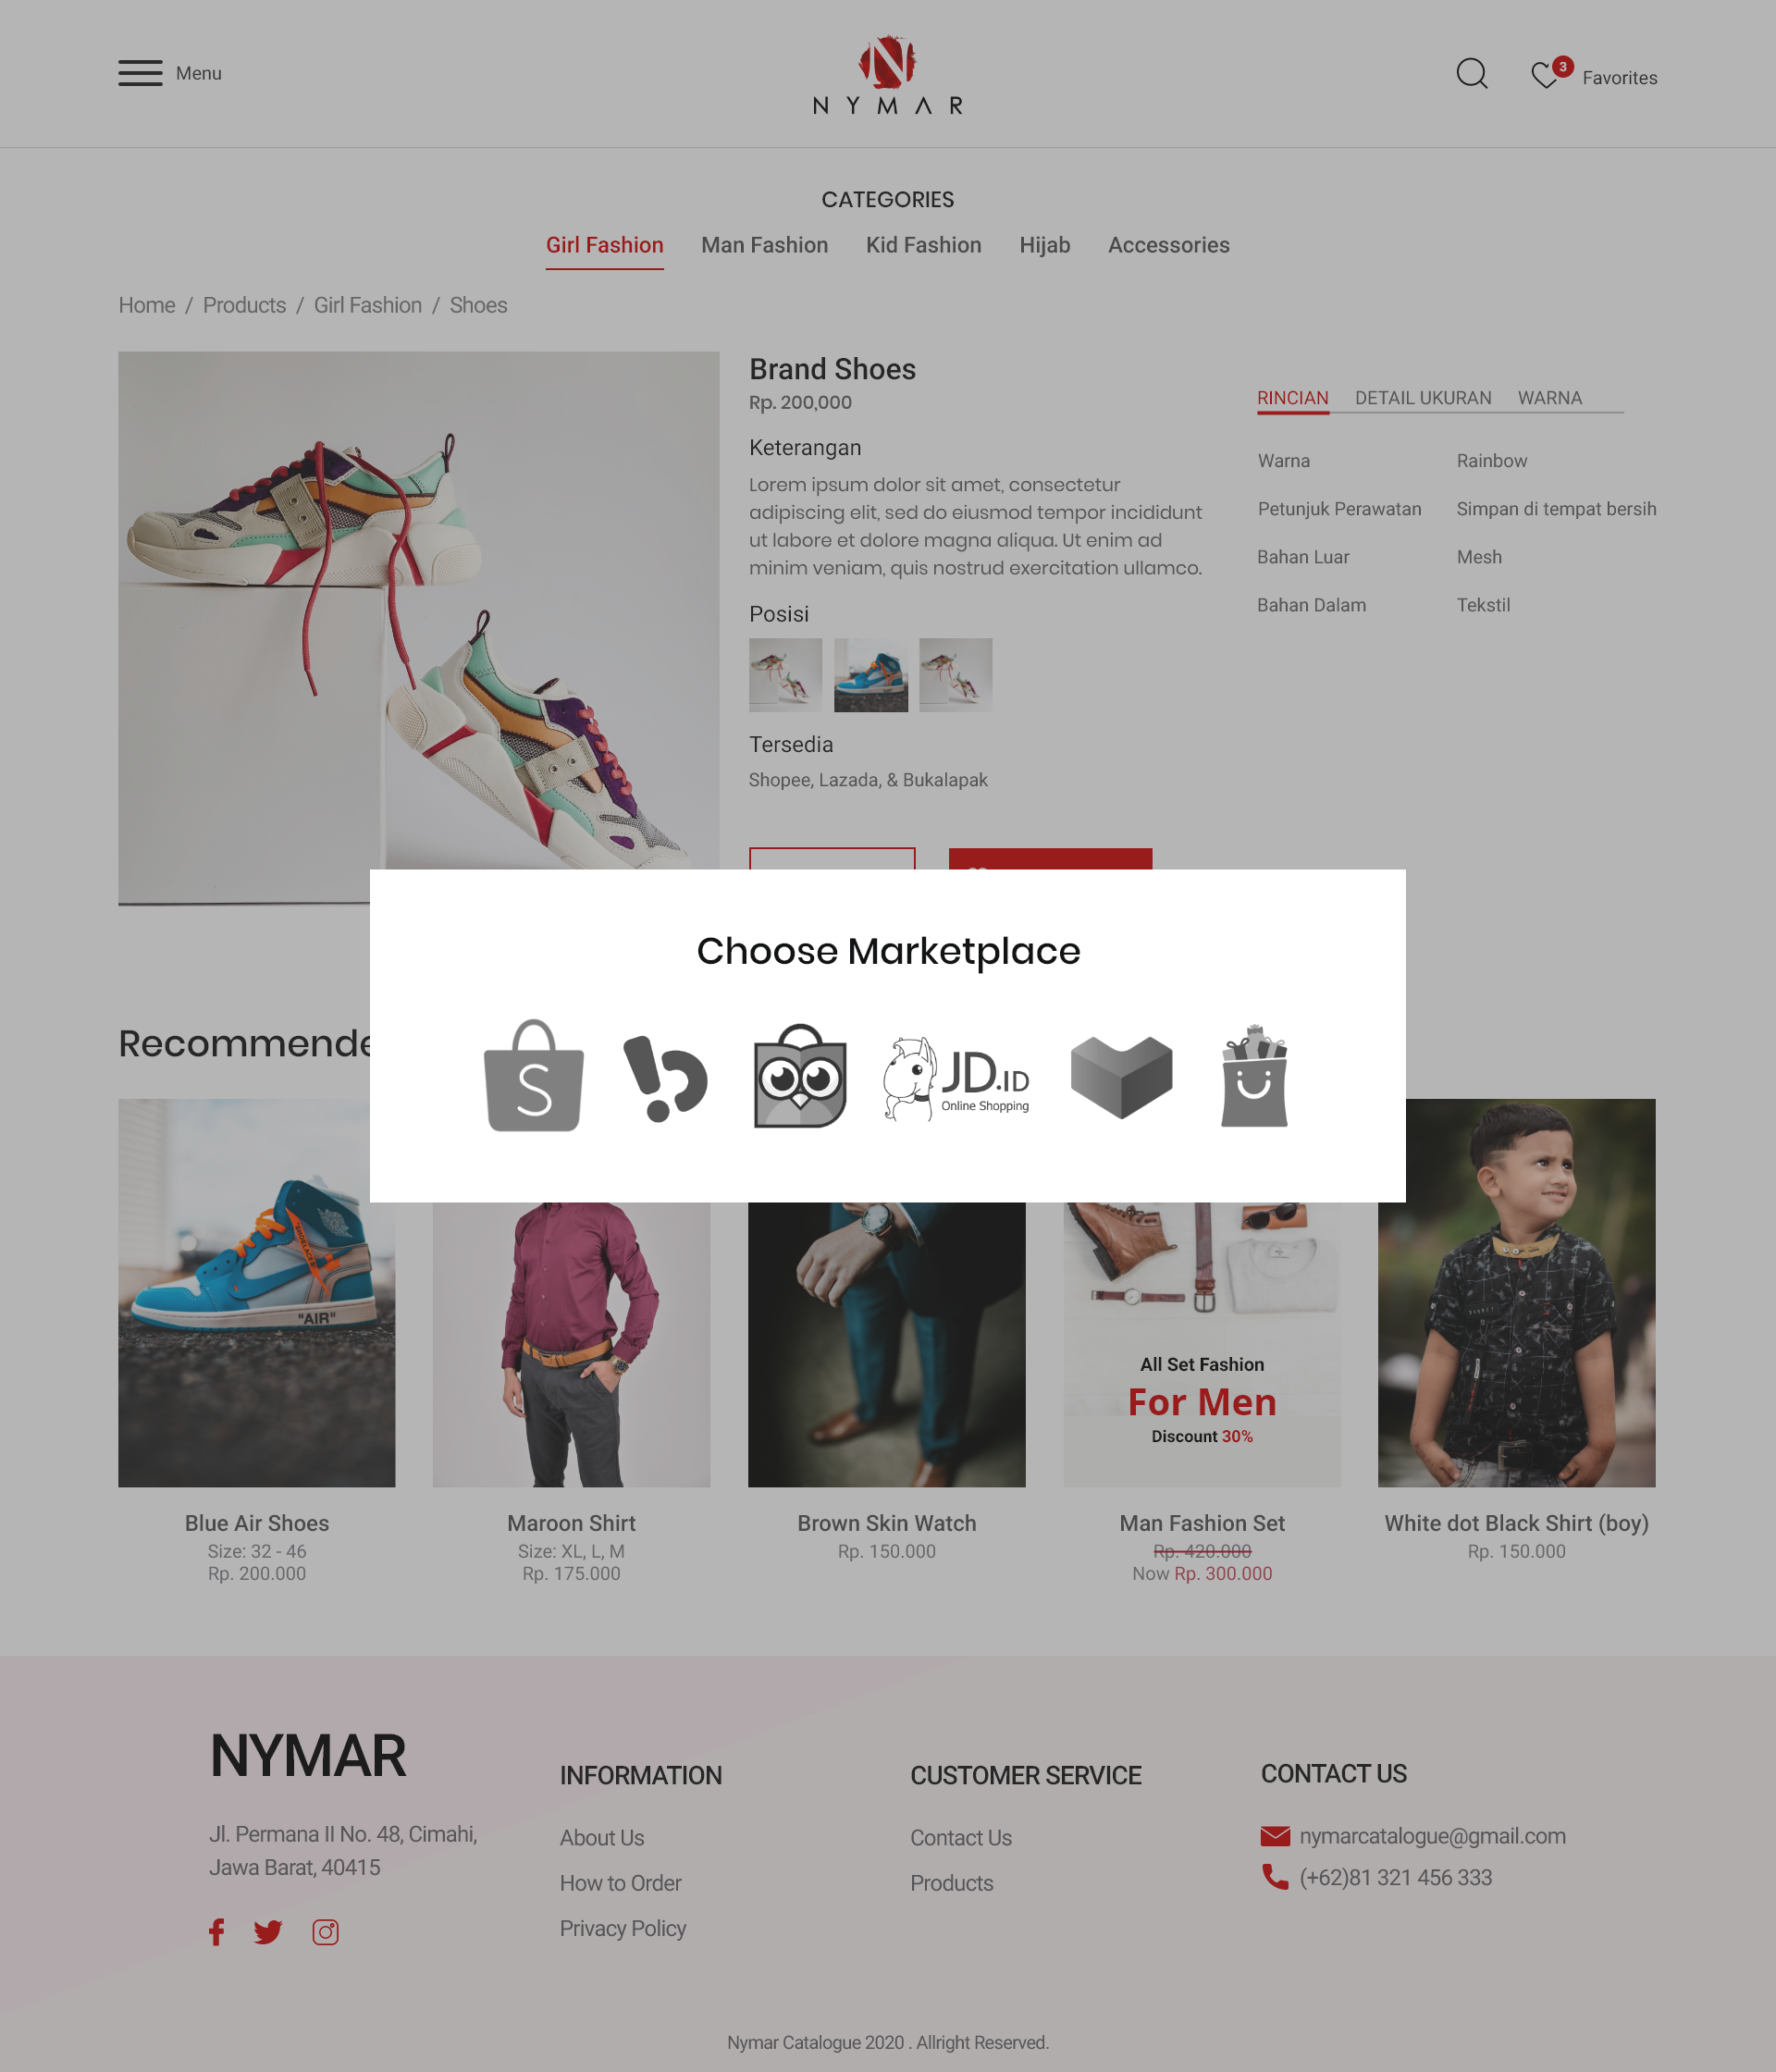 Menu
N
NYMAR
3
Favorites
CATEGORIES
Girl Fashion
Man Fashion
Kid Fashion
Hijab
Accessories
Home / Products / Girl Fashion / Shoes
Brand Shoes
Rp. 200,000
Keterangan
Lorem ipsum dolor sit amet, consectetur
adipiscing elit, sed do eiusmod tempor incididunt
ut labore et dolore magna aliqua. Ut enim ad
minim veniam, quis nostrud exercitation ullamco.
Posisi
Tersedia
Shopee, Lazada, & Bukalapak
RINCIAN
DETAIL UKURAN
WARNA
Warna
Rainbow
Petunjuk Perawatan
Simpan di tempat bersih
Bahan Luar
Mesh
Bahan Dalam
Tekstil
Choose Marketplace
S
JD.ID
Online Shopping
Recommende
"AIR"
All Set Fashion
For Men
Discount 30%
Blue Air Shoes
Size: 32 - 46
Rp. 200.000
Maroon Shirt
Size: XL, L, M
Rp. 175.000
Brown Skin Watch
Rp. 150.000
Man Fashion Set
Rp. 420.000
Now Rp. 300.000
White dot Black Shirt (boy)
Rp. 150.000
NYMAR
Jl. Permana II No. 48, Cimahi,
Jawa Barat, 40415
INFORMATION
About Us
How to Order
Privacy Policy
CUSTOMER SERVICE
Contact Us
Products
CONTACT US
nymarcatalogue@gmail.com
(+62)81 321 456 333
Nymar Catalogue 2020 . Allright Reserved.